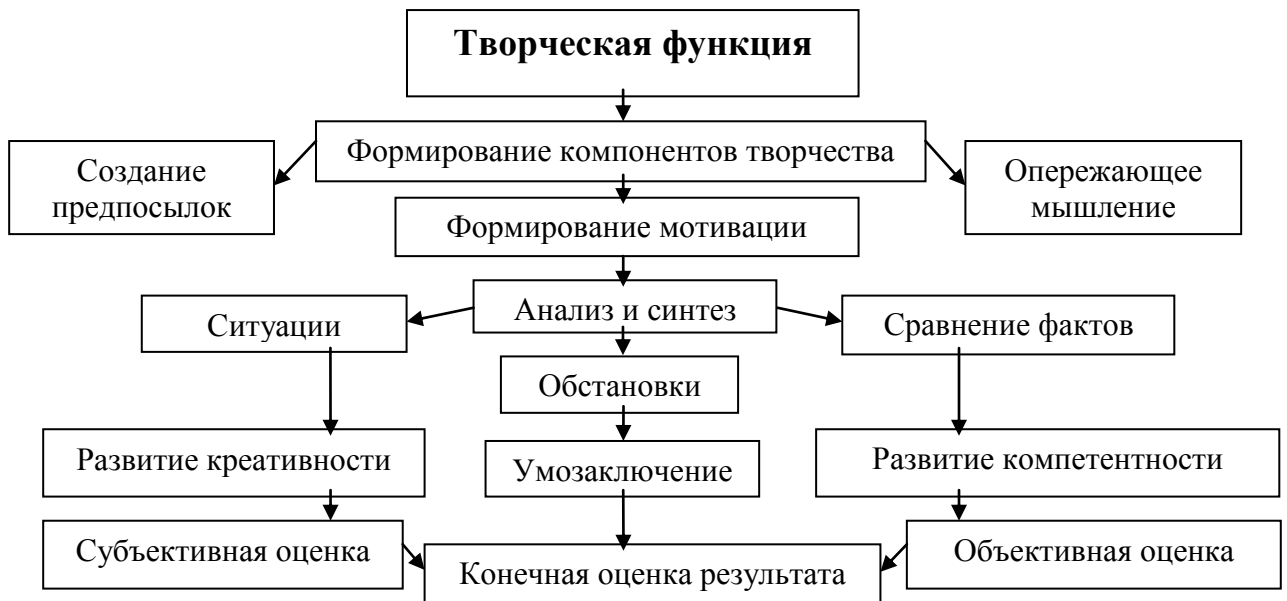 Творческая функция
Формирование компонентов творчества
Создание
предпосылок
Опережающее
мышление
Формирование мотивации
Ситуации
Анализ и синтез
Сравнение фактов
Обстановки
Развитие креативности
Умозаключение
Развитие компетентности
Субъективная оценка
Конечная оценка результата
Объективная оценка